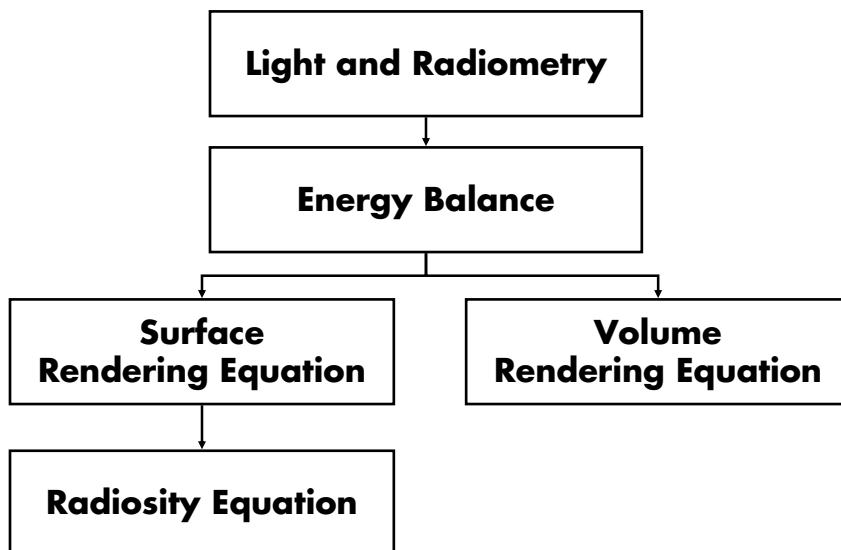 Light and Radiometry
Energy Balance
Surface
Rendering Equation
Volume
Rendering Equation
Radiosity Equation